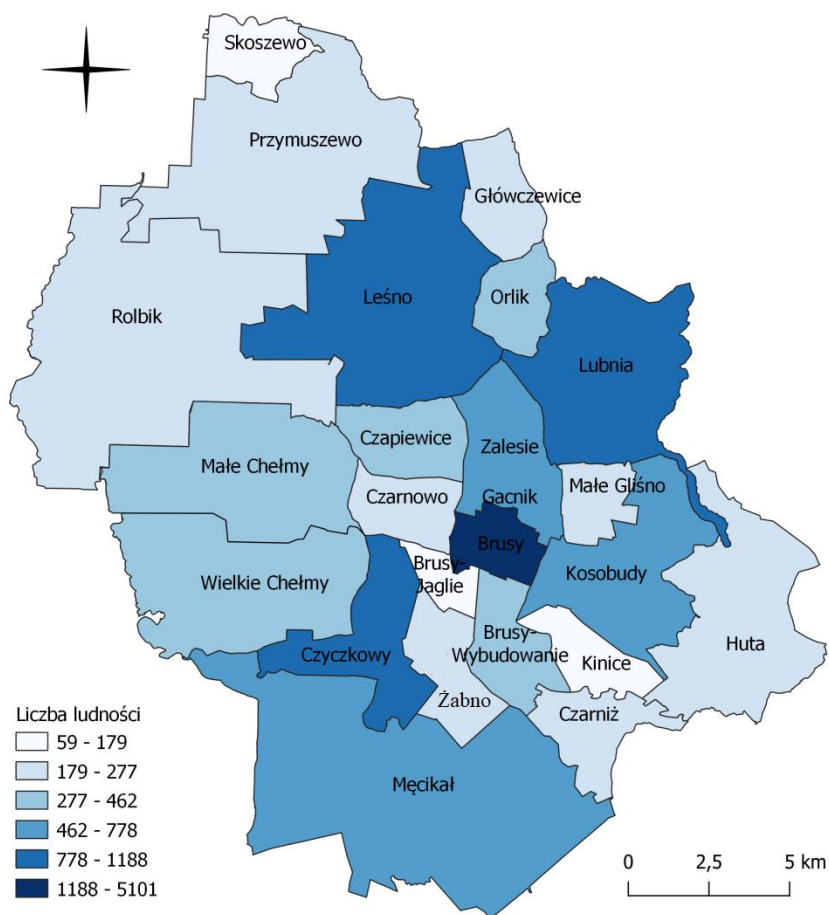 Skoszewo
Przymuszewo
Główczewice
Leśno
Orlik
Rolbik
Lubnia
Czapiewice
Zalesie
Małe Chełmy
Małe Gliśno
Czarnowo
Gacnik
Brusy
Brusy-
Jaglie
Kosobudy
Wielkie Chełmy
Brusy-
Wybudowanie
Huta
Czyczkowy
Kinice
Żabno
Czarniż
Męcikał
Liczba ludności
59 - 179
179 - 277
277 - 462
462 - 778
778 - 1188
1188 - 5101
0 2,5 5 km